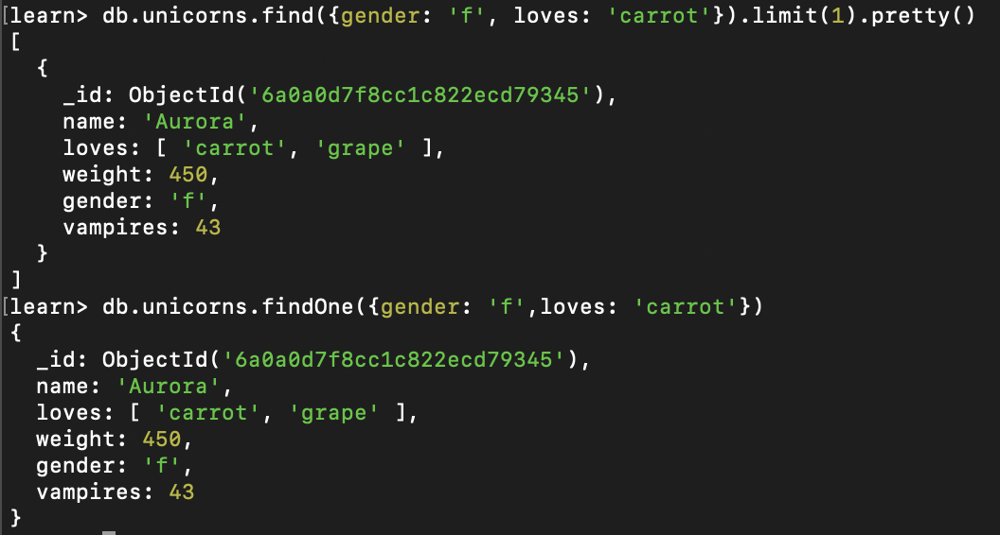 [learn> db.unicorns.find({gender: 'f', loves: 'carrot'}).limit(1).pretty()
[
  {
    _id: ObjectId('6a0a0d7f8cc1c822ecd79345'),
    name: 'Aurora',
    loves: [ 'carrot', 'grape' ],
    weight: 450,
    gender: 'f',
    vampires: 43
  }
]
[learn> db.unicorns.findOne({gender: 'f',loves: 'carrot'})
{
  _id: ObjectId('6a0a0d7f8cc1c822ecd79345'),
  name: 'Aurora',
  loves: [ 'carrot', 'grape' ],
  weight: 450,
  gender: 'f',
  vampires: 43
}